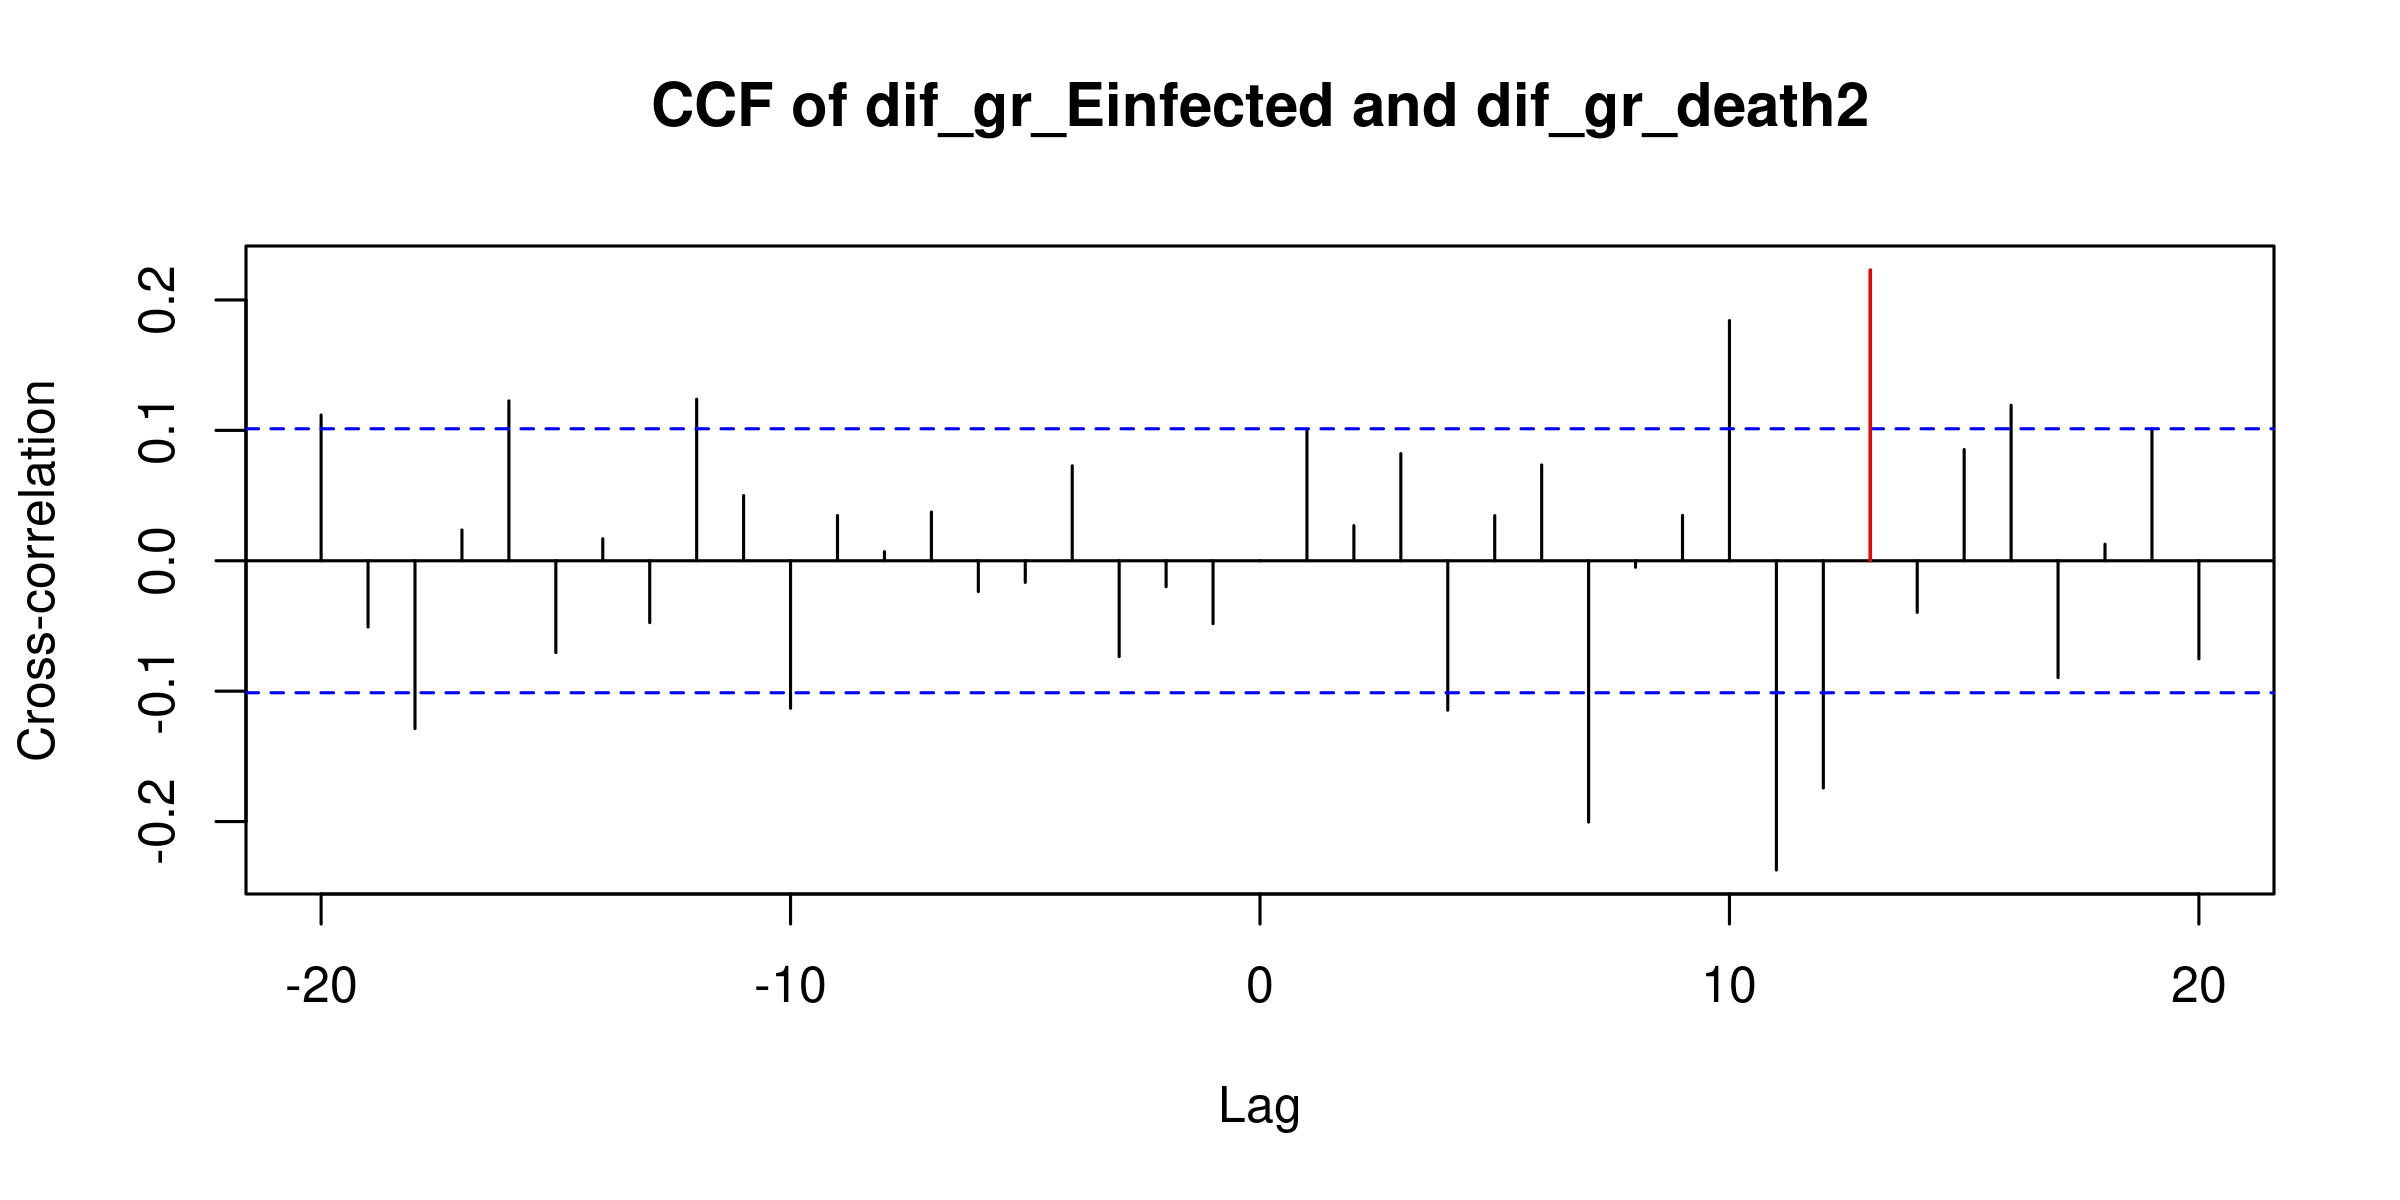 CCF of dif_gr_Einfected and dif_gr_death2
Cross-correlation
0.2
0.1
0.0
-0.1
-0.2
-20 -10 0 10 20
Lag